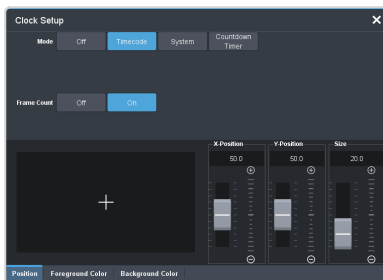 Clock Setup
Mode Off Timecode System Countdown Timer
Frame Count Off On
X-Position Y-Position Size
50.0 50.0 20.0
Position Foreground Color Background Color